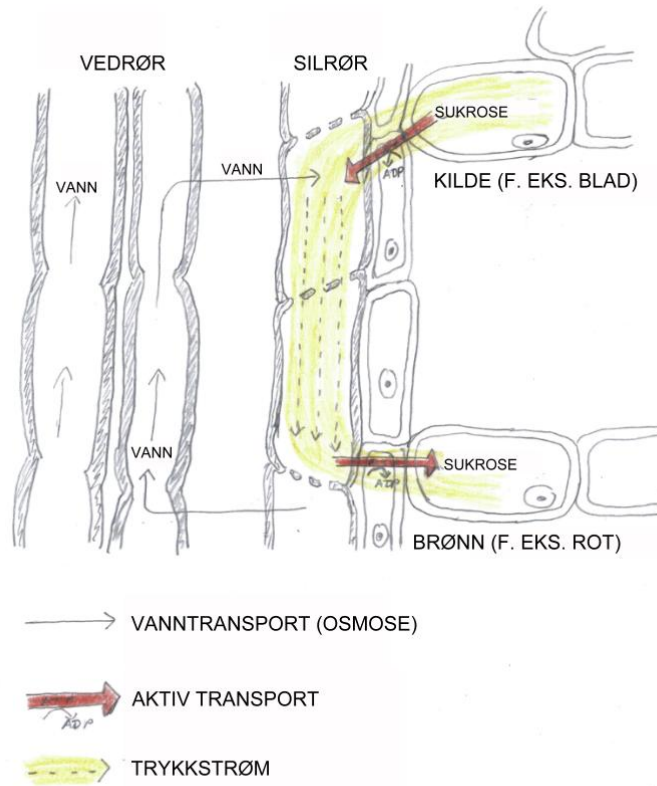 VEDRØR
SILRØR
SUKROSE
ADP
VANN
VANN
KILDE (F. EKS. BLAD)
VANN
SUKROSE
ADP
BRØNN (F. EKS. ROT)
VANNTRANSPORT (OSMOSE)
AKTIV TRANSPORT
ADP
TRYKKSTRØM